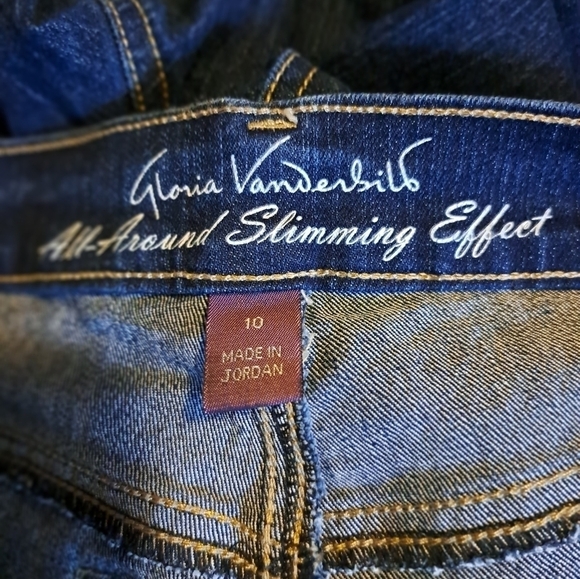 Gloria Vanderbilt
All-Around Slimming Effect
10
MADE IN
JORDAN